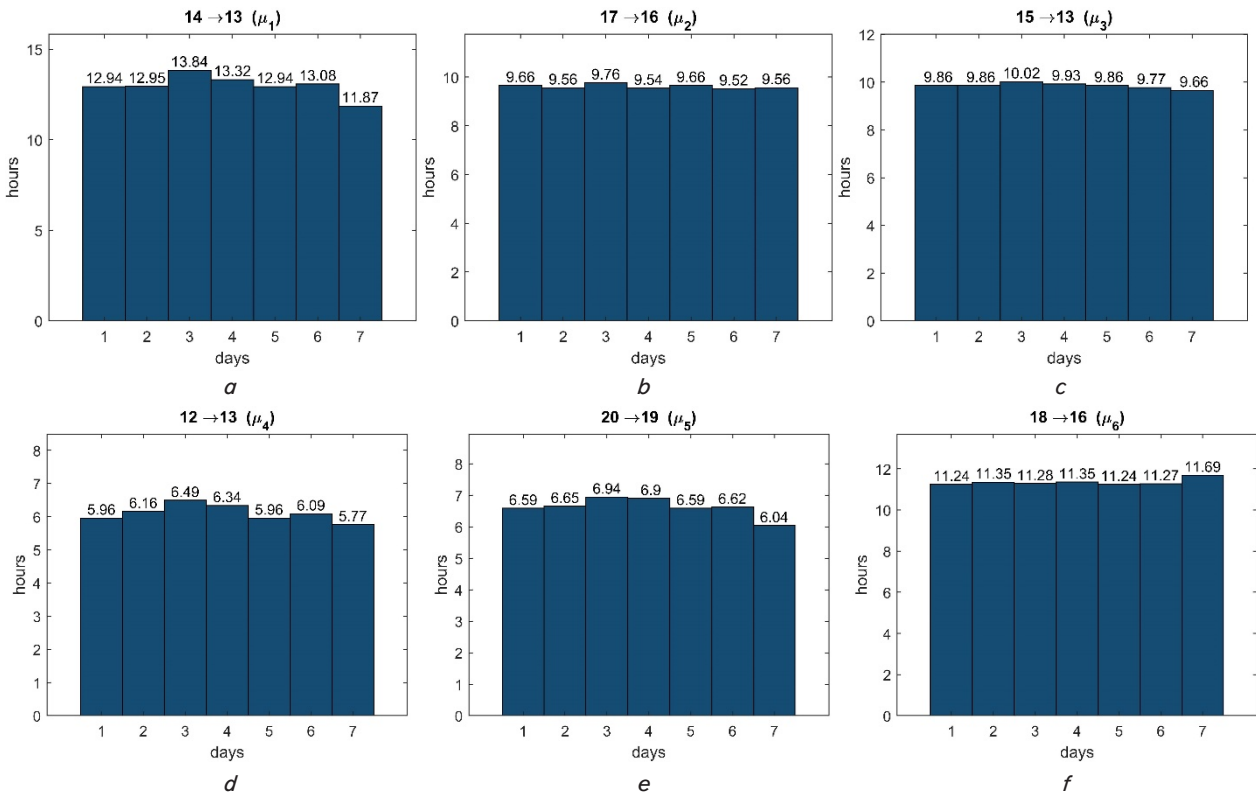 14 →13 (μ1)
15
12.94 12.95 13.84 13.32 12.94 13.08 11.87
10
hours
5
0
1 2 3 4 5 6 7
days
a
17 →16 (μ2)
10
9.66 9.56 9.76 9.54 9.66 9.52 9.56
8
6
hours
4
2
0
1 2 3 4 5 6 7
days
b
15 →13 (μ3)
12
10
9.86 9.86 10.02 9.93 9.86 9.77 9.66
8
6
hours
4
2
0
1 2 3 4 5 6 7
days
c
12 →13 (μ4)
8
7
5.96 6.16 6.49 6.34 5.96 6.09 5.77
6
5
4
hours
3
2
1
0
1 2 3 4 5 6 7
days
d
20 →19 (μ5)
8
7
6.59 6.65 6.94 6.9 6.59 6.62 6.04
6
5
4
hours
3
2
1
0
1 2 3 4 5 6 7
days
e
18 →16 (μ6)
12
11.24 11.35 11.28 11.35 11.24 11.27 11.69
10
8
6
hours
4
2
0
1 2 3 4 5 6 7
days
f